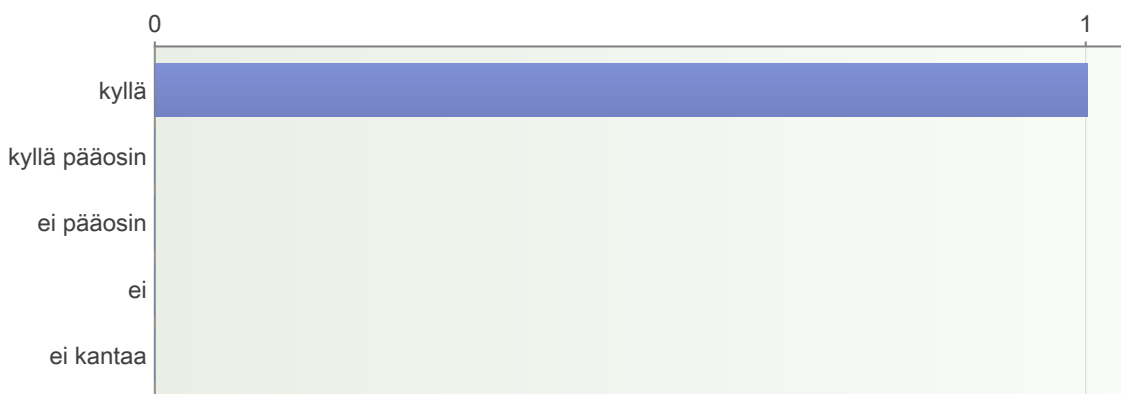 0 1
kyllä
kyllä pääosin
ei pääosin
ei
ei kantaa